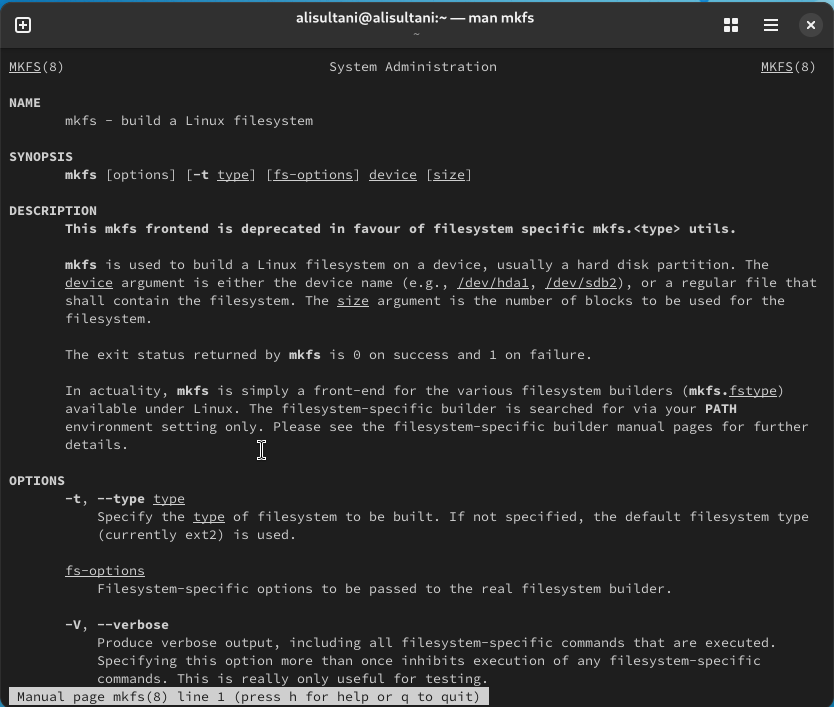 alisultani@alisultani:~ — man mkfs
~
MKFS(8) System Administration MKFS(8)
NAME
mkfs - build a Linux filesystem
SYNOPSIS
mkfs [options] [-t type] [fs-options] device [size]
DESCRIPTION
This mkfs frontend is deprecated in favour of filesystem specific mkfs.<type> utils.
mkfs is used to build a Linux filesystem on a device, usually a hard disk partition. The
device argument is either the device name (e.g., /dev/hda1, /dev/sdb2), or a regular file that
shall contain the filesystem. The size argument is the number of blocks to be used for the
filesystem.
The exit status returned by mkfs is 0 on success and 1 on failure.
In actuality, mkfs is simply a front-end for the various filesystem builders (mkfs.fstype)
available under Linux. The filesystem-specific builder is searched for via your PATH
environment setting only. Please see the filesystem-specific builder manual pages for further
details.
OPTIONS
-t, --type type
Specify the type of filesystem to be built. If not specified, the default filesystem type
(currently ext2) is used.
fs-options
Filesystem-specific options to be passed to the real filesystem builder.
-V, --verbose
Produce verbose output, including all filesystem-specific commands that are executed.
Specifying this option more than once inhibits execution of any filesystem-specific
commands. This is really only useful for testing.
Manual page mkfs(8) line 1 (press h for help or q to quit)